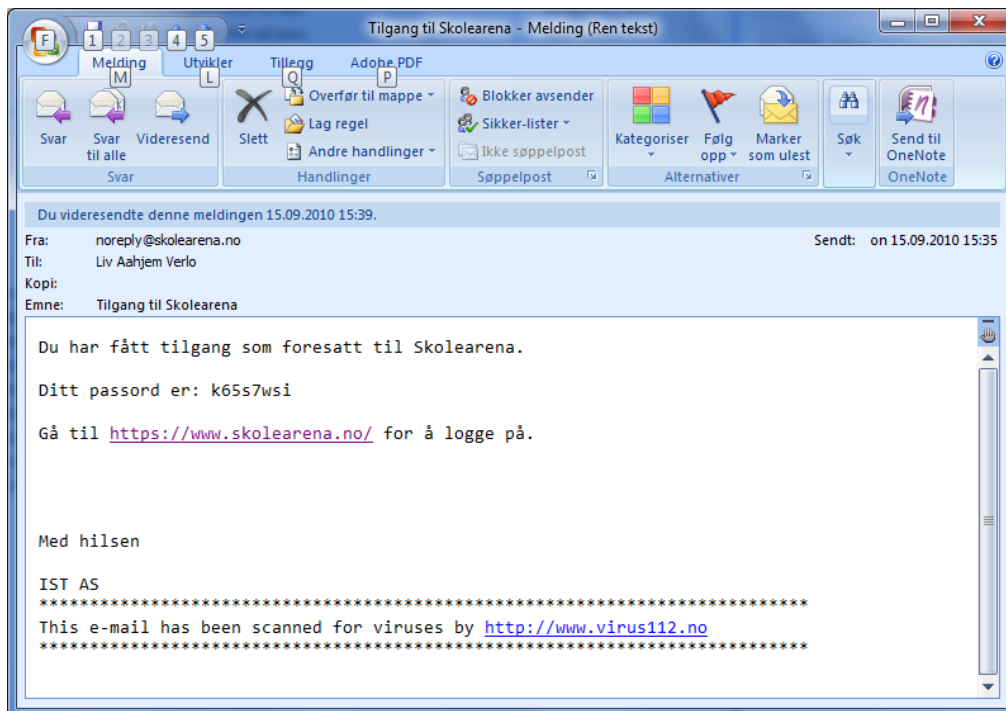 Tilgang til Skolearena - Melding (Ren tekst)
F 1 2 3 4 5
Melding Utvikler Tillegg Adobe PDF
M L Q P
Svar
Svar til alle
Videresend
Svar
Slett
Overfør til mappe
Lag regel
Andre handlinger
Handlinger
Blokker avsender
Sikker-lister
Ikke søppelpost
Søppelpost
Kategoriser
Følg opp
Marker som ulest
Alternativer
Søk
Send til OneNote
OneNote
Du videresendte denne meldingen 15.09.2010 15:39.
Fra: noreply@skolearena.no Sendt: on 15.09.2010 15:35
Til: Liv Aahjem Verlo
Kopi:
Emne: Tilgang til Skolearena
Du har fått tilgang som foresatt til Skolearena.
Ditt passord er: k65s7wsi
Gå til https://www.skolearena.no/ for å logge på.
Med hilsen
IST AS
****************************************************************************
This e-mail has been scanned for viruses by http://www.virus112.no
****************************************************************************